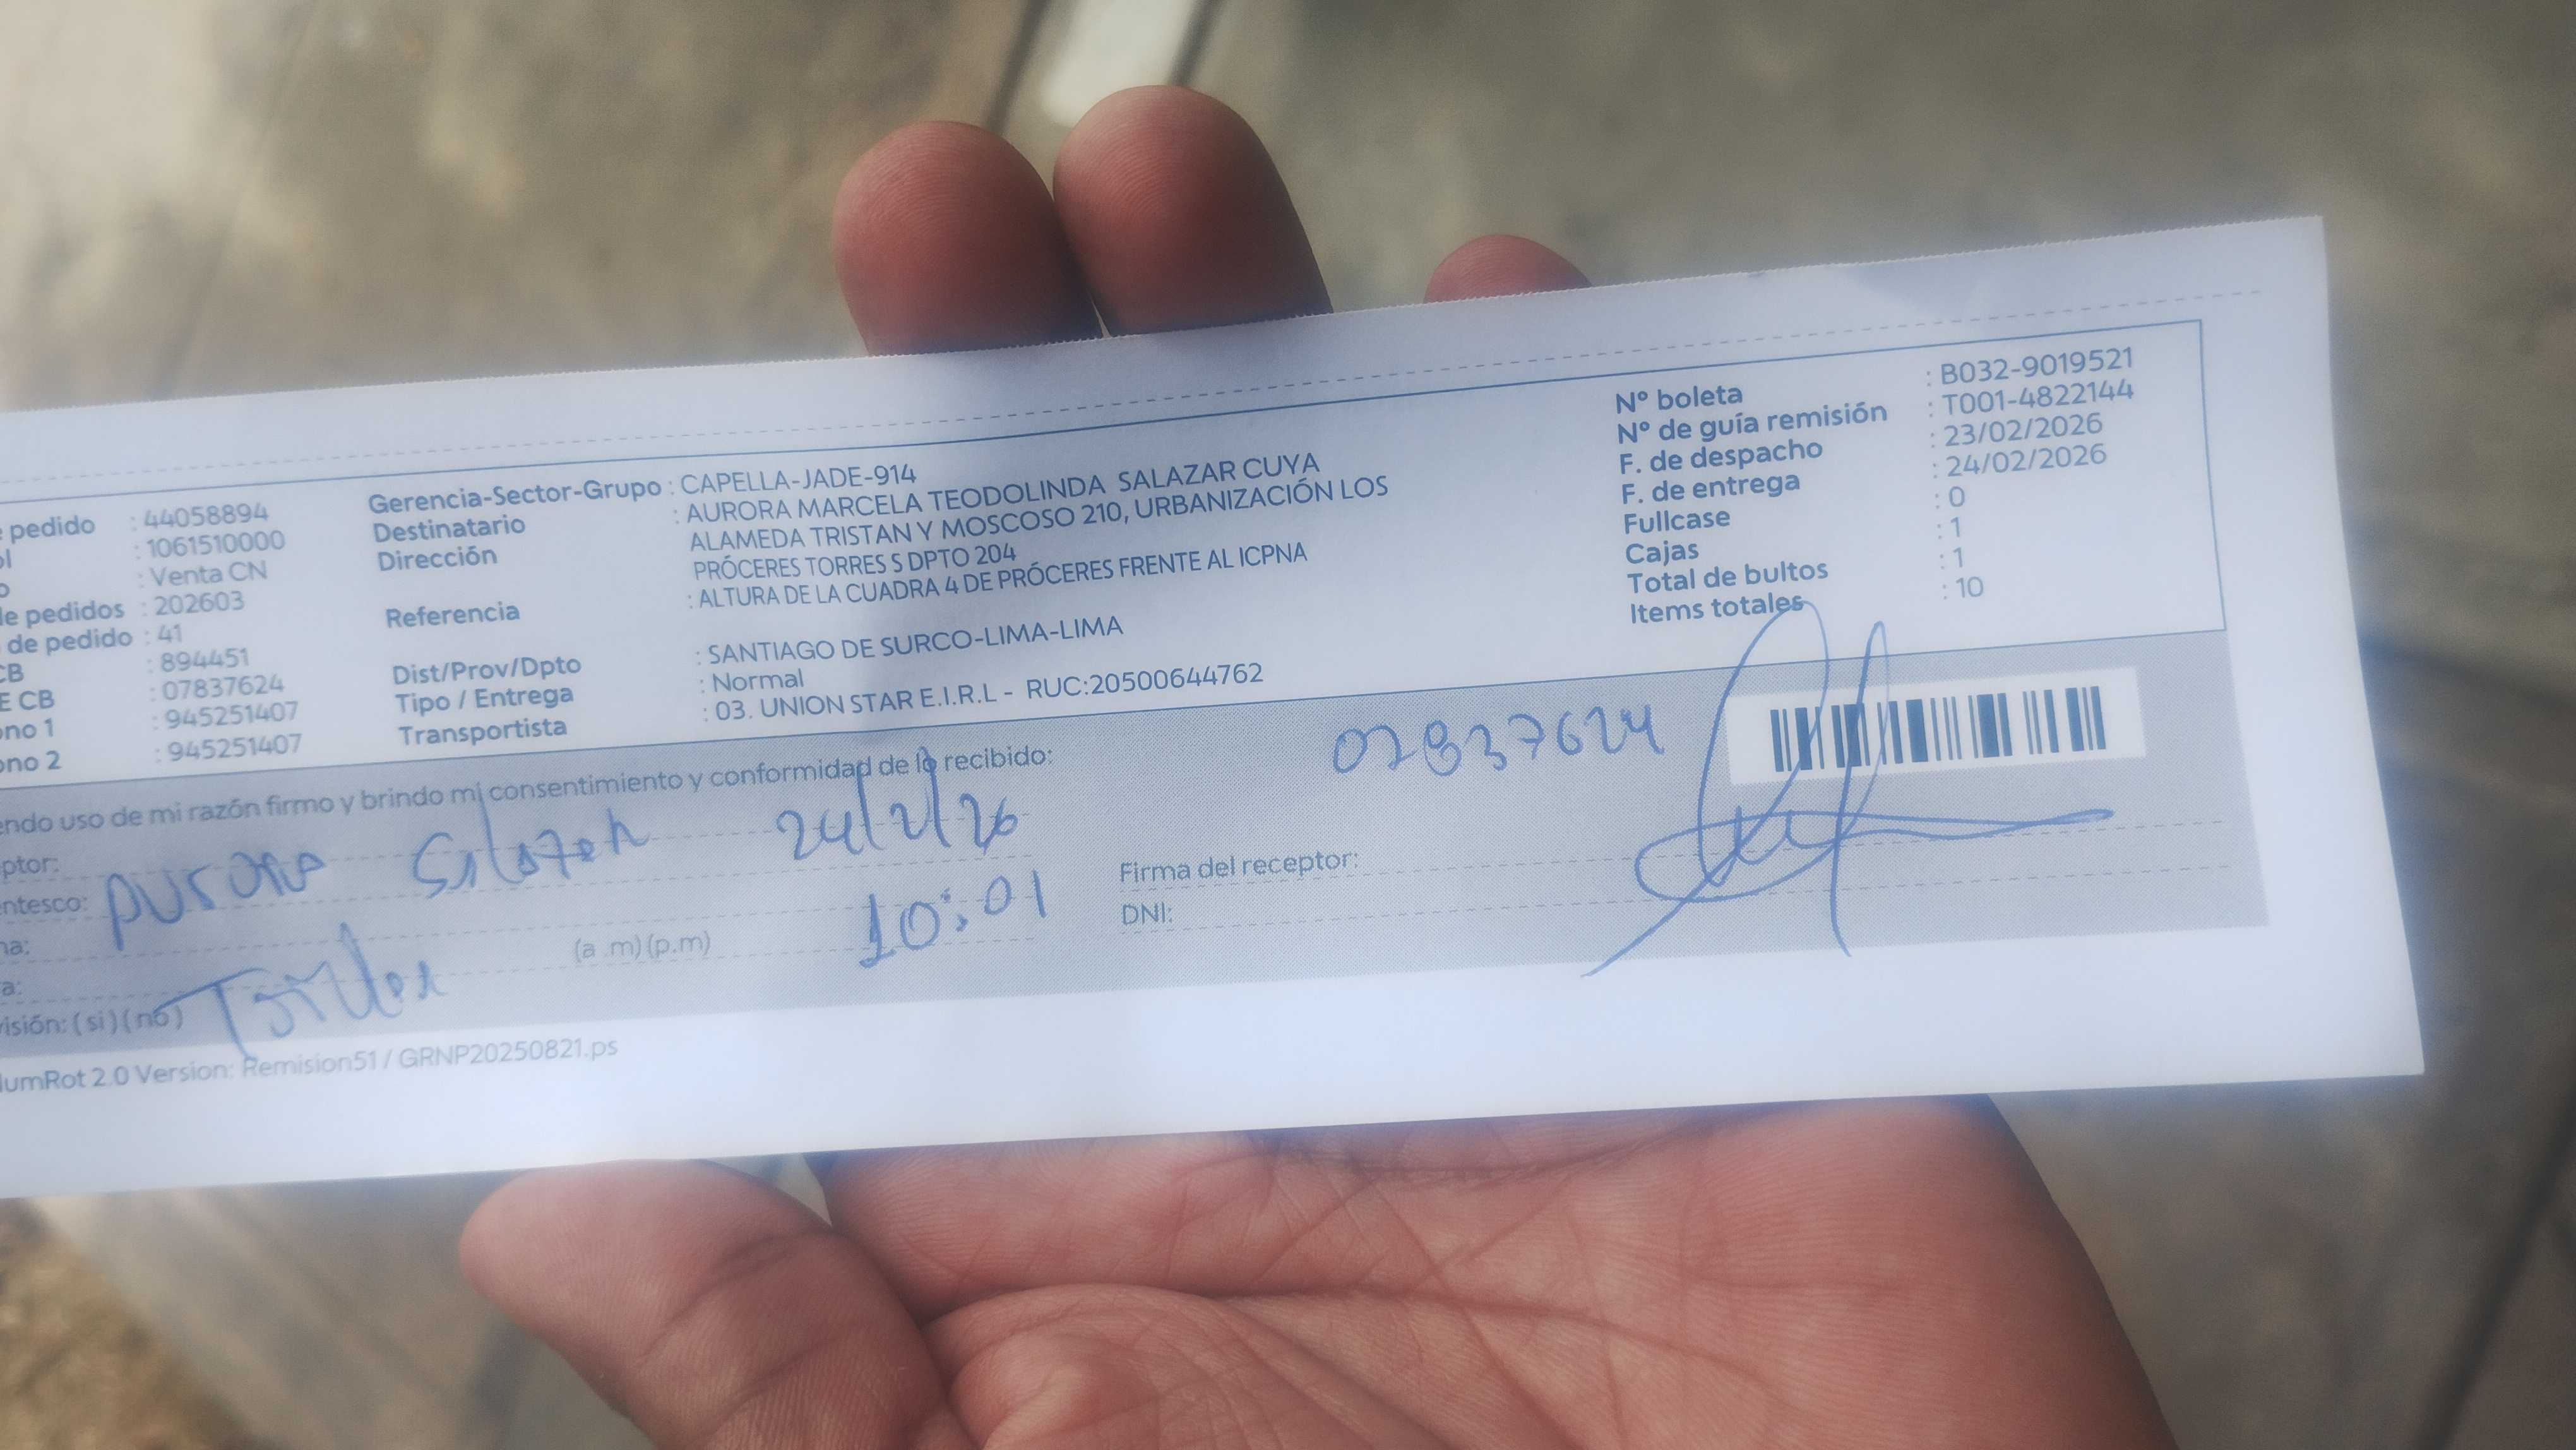 pedido : 44058894
: 1061510000
: Venta CN
de pedidos : 202603
de pedido : 41
CB : 894451
E CB : 07837624
ono 1 : 945251407
ono 2 : 945251407
Gerencia-Sector-Grupo : CAPELLA-JADE-914
Destinatario : AURORA MARCELA TEODOLINDA SALAZAR CUYA
Dirección ALAMEDA TRISTAN Y MOSCOSO 210, URBANIZACIÓN LOS
PRÓCERES TORRES S DPTO 204
Referencia : ALTURA DE LA CUADRA 4 DE PRÓCERES FRENTE AL ICPNA
Dist/Prov/Dpto : SANTIAGO DE SURCO-LIMA-LIMA
Tipo / Entrega : Normal
Transportista : 03. UNION STAR E.I.R.L - RUC:20500644762
Nº boleta : B032-9019521
Nº de guía remisión : T001-4822144
F. de despacho : 23/02/2026
F. de entrega : 24/02/2026
Fullcase : 0
Cajas : 1
Total de bultos : 1
Items totales : 10
endo uso de mi razón firmo y brindo mi consentimiento y conformidad de lo recibido:
ptor:
24/2/26
07837624
ntesco:
Firma del receptor:
na:
(a .m) (p.m)
10:01
DNI:
a:
isión: (si) (no)
umRot 2.0 Version: Remision51 / GRNP20250821.ps